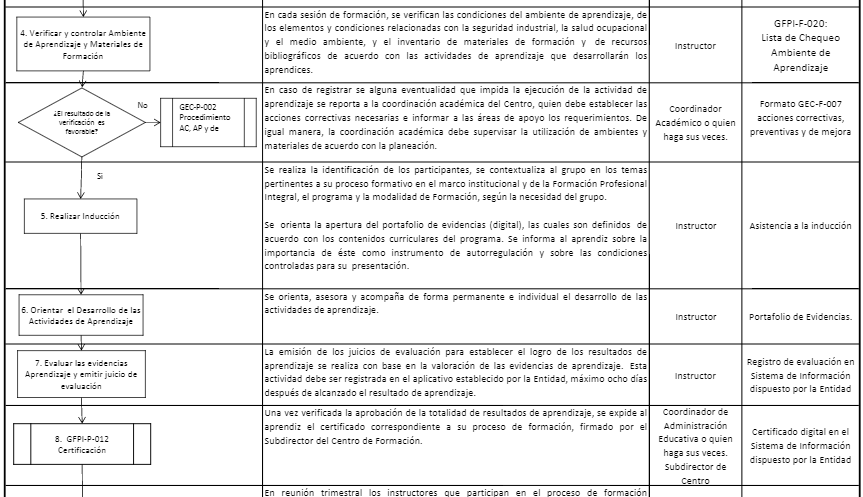 4. Verificar y controlar Ambiente
de Aprendizaje y Materiales de
Formación
En cada sesión de formación, se verifican las condiciones del ambiente de aprendizaje, de
los elementos y condiciones relacionadas con la seguridad industrial, la salud ocupacional
y el medio ambiente, y el inventario de materiales de formación y de recursos
bibliográficos de acuerdo con las actividades de aprendizaje que desarrollarán los
aprendices.
Instructor
GFPI-F-020:
Lista de Chequeo
Ambiente de
Aprendizaje
¿El resultado de la
verificación es
favorable?
No
GEC-P-002
Procedimiento
AC, AP y de
En caso de registrar se alguna eventualidad que impida la ejecución de la actividad de
aprendizaje se reporta a la coordinación académica del Centro, quien debe establecer las
acciones correctivas necesarias e informar a las áreas de apoyo los requerimientos. De
igual manera, la coordinación académica debe supervisar la utilización de ambientes y
materiales de acuerdo con la planeación.
Coordinador
Académico o quien
haga sus veces.
Formato GEC-F-007
acciones correctivas,
preventivas y de mejora
Si
5. Realizar Inducción
Se realiza la identificación de los participantes, se contextualiza al grupo en los temas
pertinentes a su proceso formativo en el marco institucional y de la Formación Profesional
Integral, el programa y la modalidad de Formación, según la necesidad del grupo.
Se orienta la apertura del portafolio de evidencias (digital), las cuales son definidos de
acuerdo con los contenidos curriculares del programa. Se informa al aprendiz sobre la
importancia de éste como instrumento de autorregulación y sobre las condiciones
controladas para su presentación.
Instructor
Asistencia a la inducción
6. Orientar el Desarrollo de las
Actividades de Aprendizaje
Se orienta, asesora y acompaña de forma permanente e individual el desarrollo de las
actividades de aprendizaje.
Instructor
Portafolio de Evidencias.
7. Evaluar las evidencias
Aprendizaje y emitir juicio de
evaluación
La emisión de los juicios de evaluación para establecer el logro de los resultados de
aprendizaje se realiza con base en la valoración de las evidencias de aprendizaje. Esta
actividad debe ser registrada en el aplicativo establecido por la Entidad, máximo ocho días
después de alcanzado el resultado de aprendizaje.
Instructor
Registro de evaluación en
Sistema de Información
dispuesto por la Entidad
8. GFPI-P-012
Certificación
Una vez verificada la aprobación de la totalidad de resultados de aprendizaje, se expide al
aprendiz el certificado correspondiente a su proceso de formación, firmado por el
Subdirector del Centro de Formación.
Coordinador de
Administración
Educativa o quien
haga sus veces.
Subdirector de
Centro
Certificado digital en el
Sistema de Información
dispuesto por la Entidad
En reunión trimestral los instructores que participan en el proceso de formación